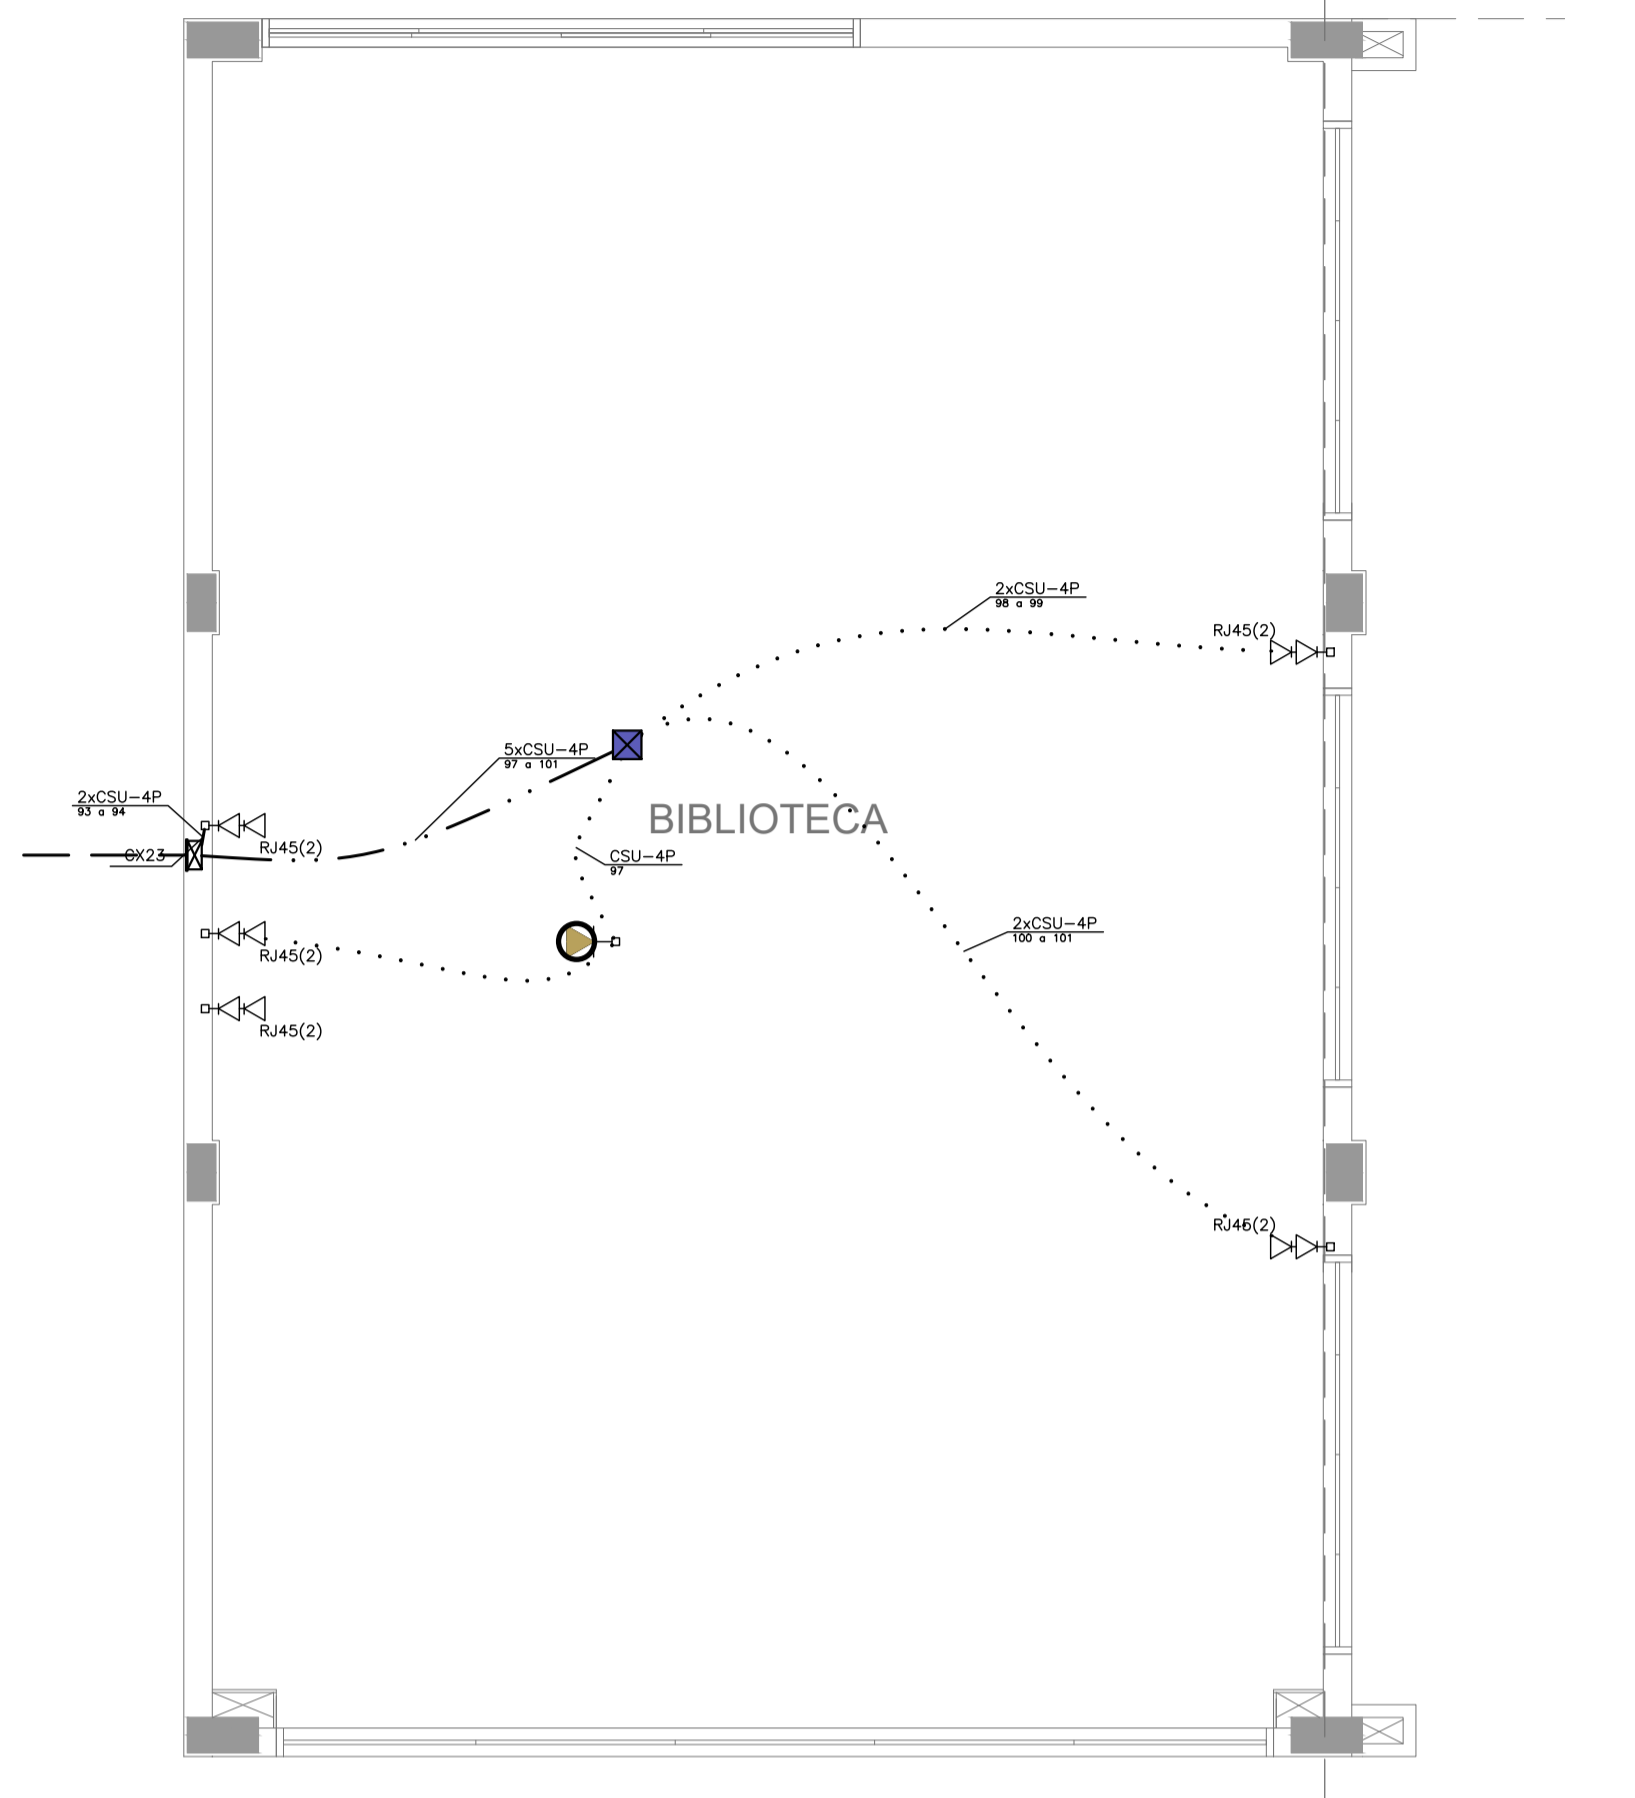 2xCSU-4P
98 a 99
RJ45(2)
5xCSU-4P
97 a 101
2xCSU-4P
93 a 94
BIBLIOTECA
CX23
RJ45(2)
CSU-4P
97
2xCSU-4P
100 a 101
RJ45(2)
RJ45(2)
RJ45(2)